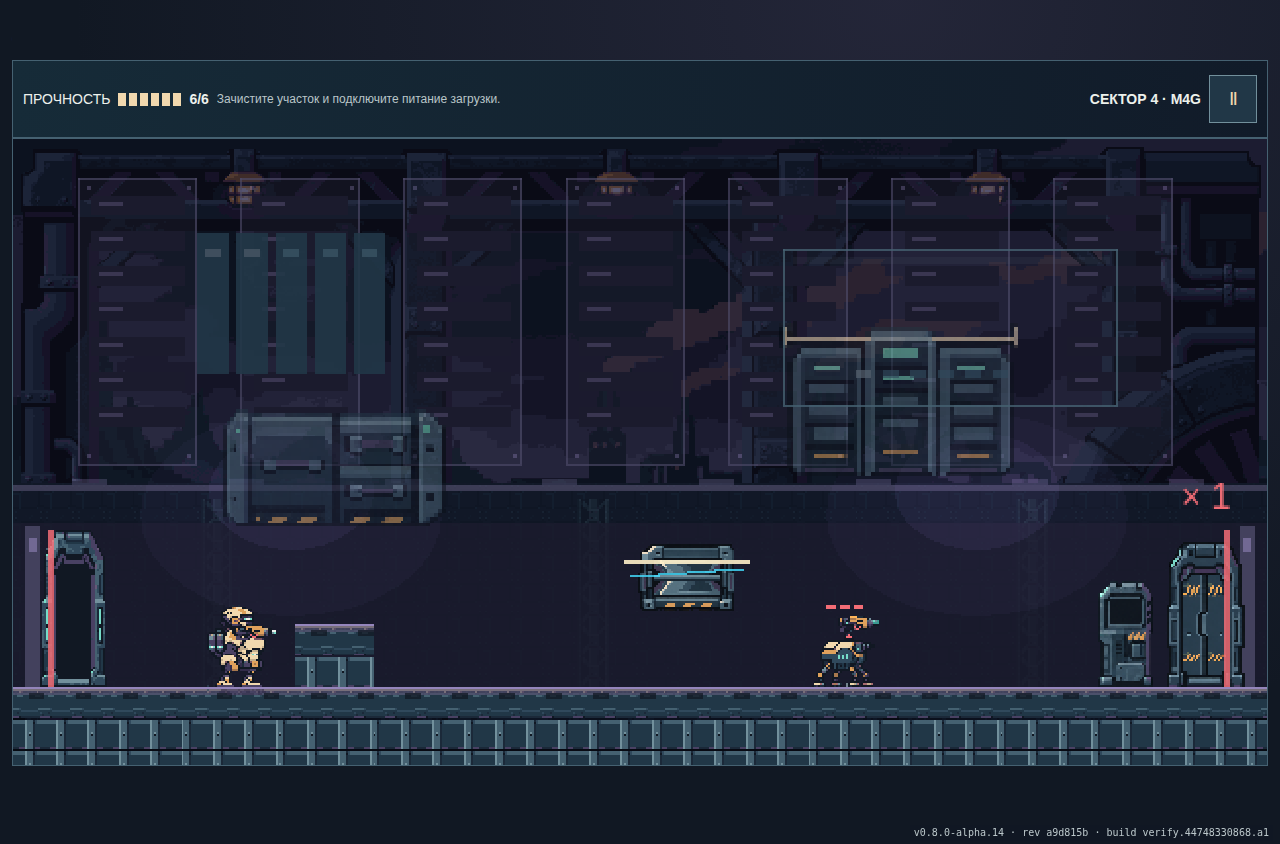 ПРОЧНОСТЬ 6/6 Зачистите участок и подключите питание загрузки.
СЕКТОР 4 · M4G
× 1
v0.8.0-alpha.14 · rev a9d815b · build verify.44748330868.a1